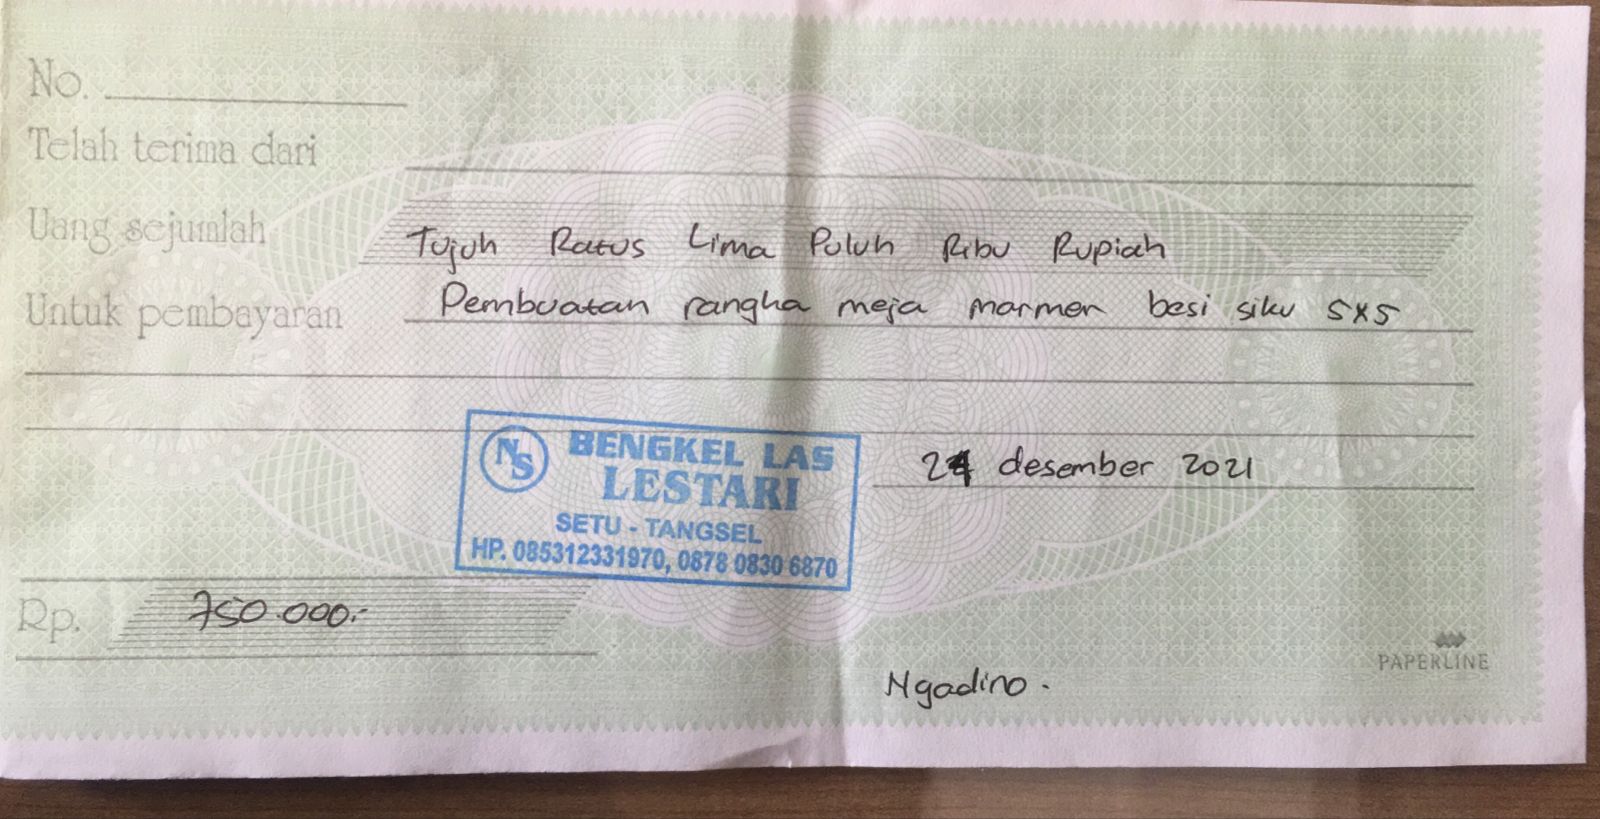 No.
Telah terima dari
Uang sejumlah Tujuh Ratus Lima Puluh Ribu Rupiah
Untuk pembayaran Pembuatan rangka meja marmer besi siku 5x5
NS BENGKEL LAS
LESTARI
SETU - TANGSEL
HP. 085312331970, 0878 0830 6870
24 desember 2021
Rp. 750.000.-
PAPERLINE
Ngadino.